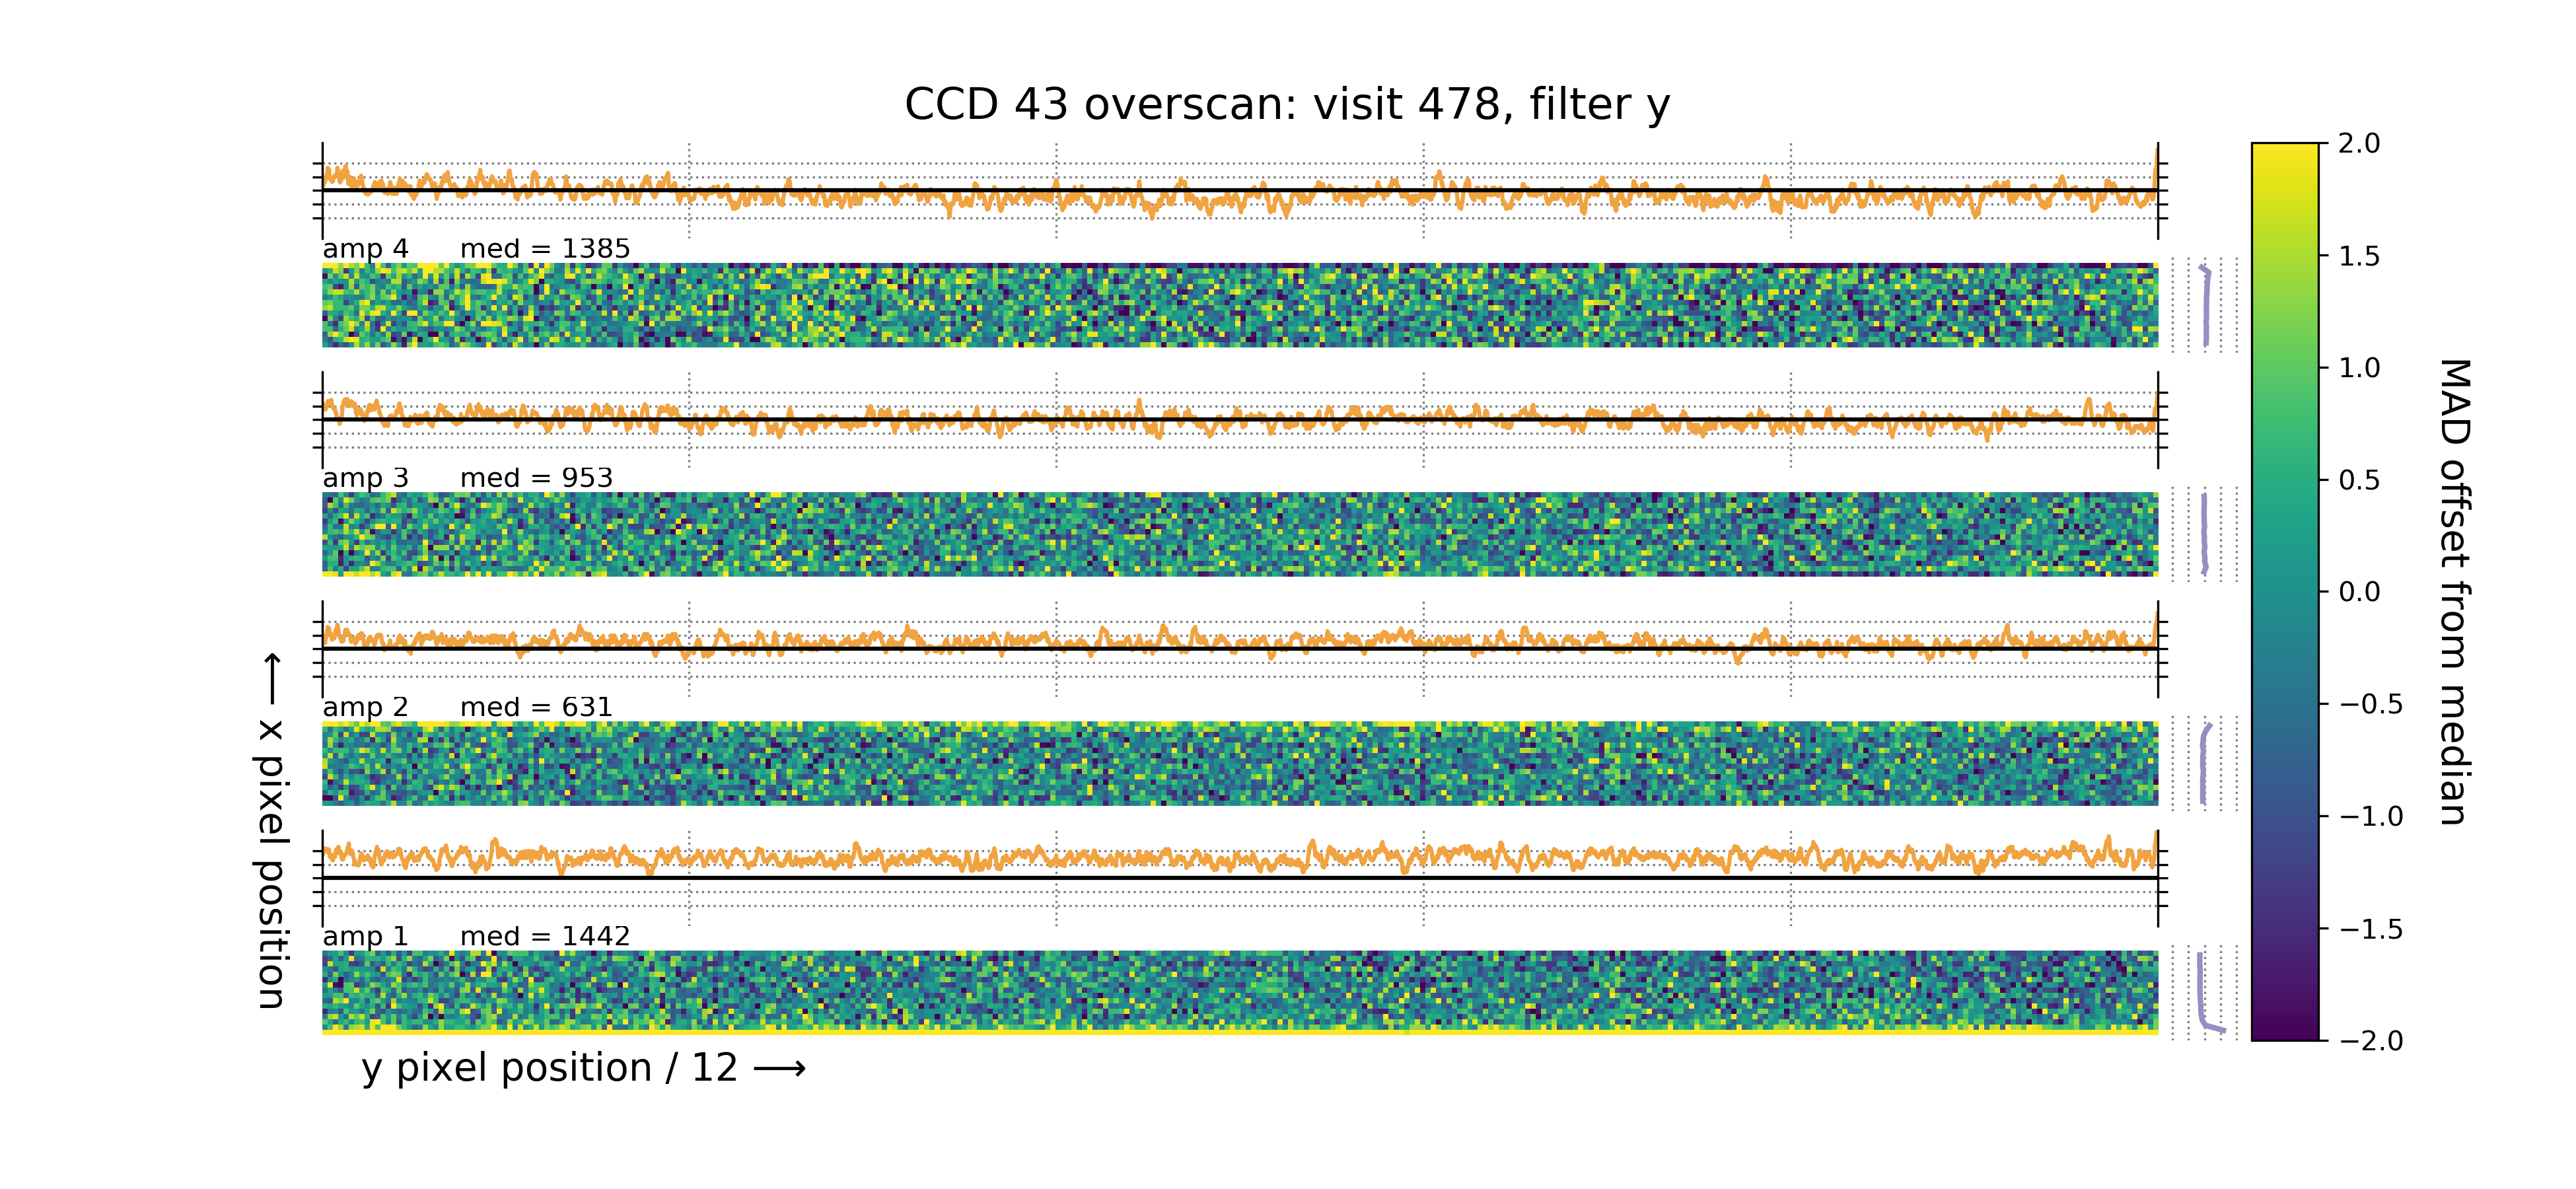 CCD 43 overscan: visit 478, filter y
amp 4 med = 1385
amp 3 med = 953
amp 2 med = 631
amp 1 med = 1442
y pixel position / 12 ⟶
⟵ x pixel position
2.0
1.5
1.0
0.5
0.0
−0.5
−1.0
−1.5
−2.0
MAD offset from median